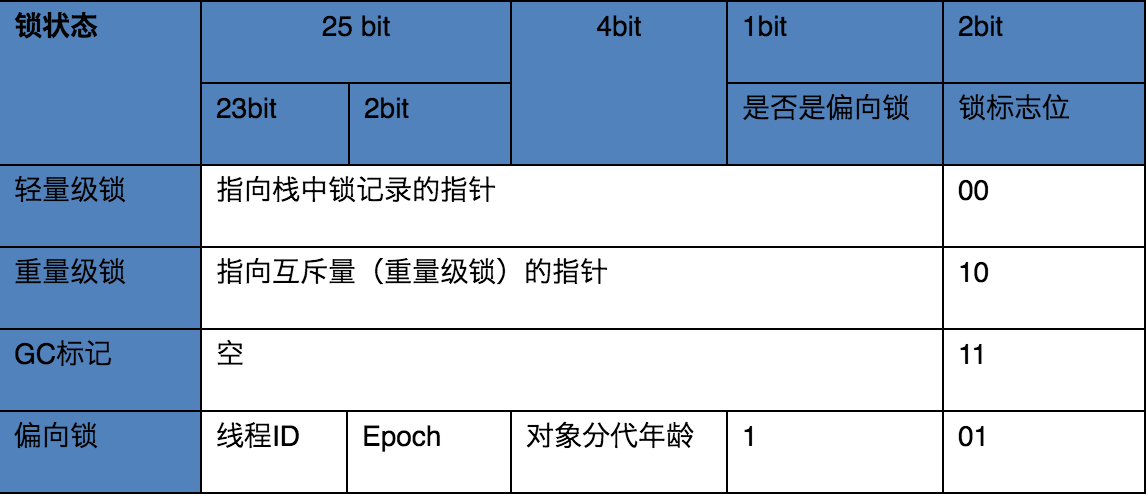 锁状态 25 bit 4bit 1bit 2bit
23bit 2bit 是否是偏向锁 锁标志位
轻量级锁 指向栈中锁记录的指针 00
重量级锁 指向互斥量（重量级锁）的指针 10
GC标记 空 11
偏向锁 线程ID Epoch 对象分代年龄 1 01